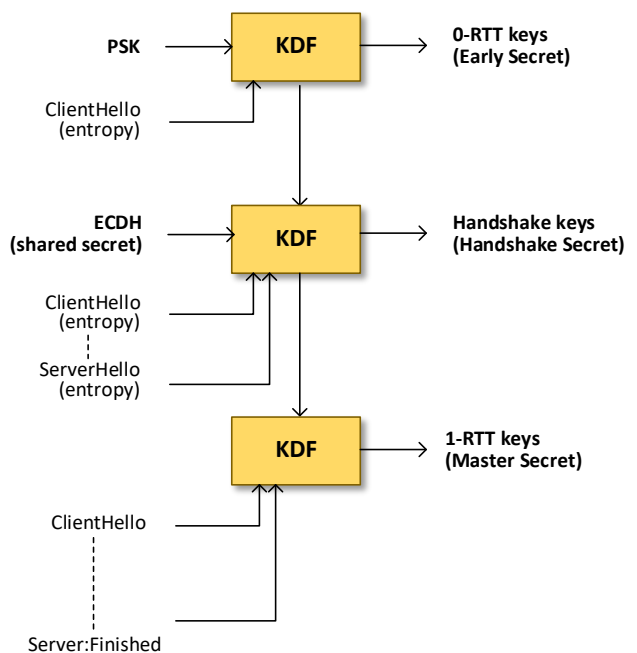 PSK
KDF
0-RTT keys
(Early Secret)
ClientHello
(entropy)
ECDH
(shared secret)
KDF
Handshake keys
(Handshake Secret)
ClientHello
(entropy)
ServerHello
(entropy)
KDF
1-RTT keys
(Master Secret)
ClientHello
Server:Finished